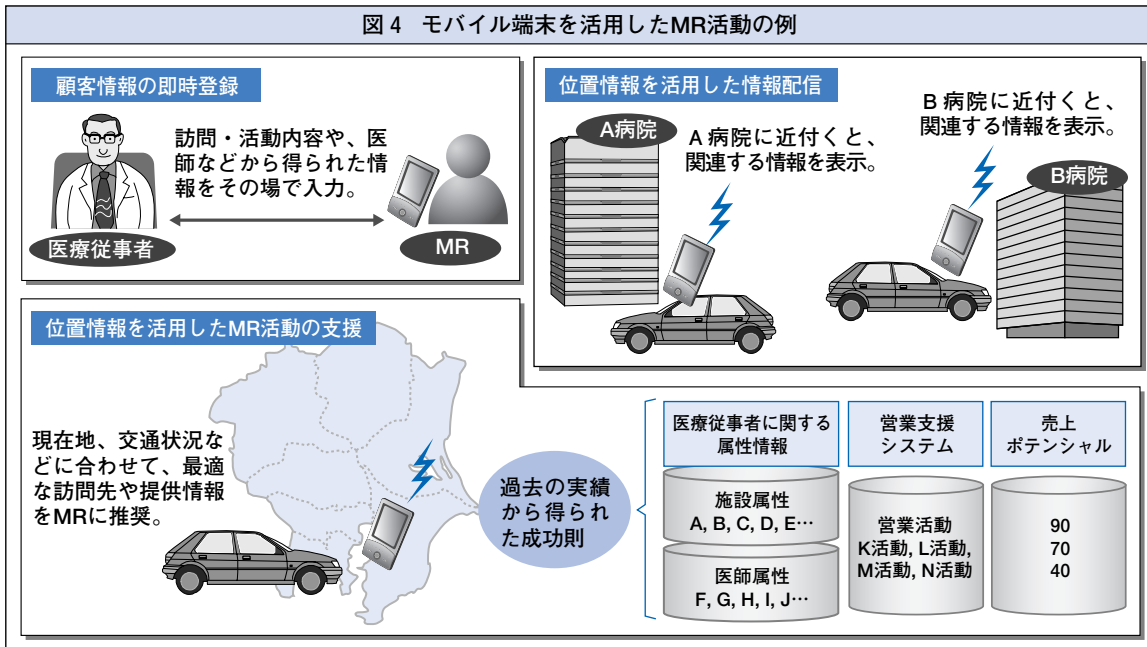 図4 モバイル端末を活用したMR活動の例
顧客情報の即時登録
訪問・活動内容や、医
師などから得られた情
報をその場で入力。
医療従事者
MR
位置情報を活用した情報配信
A病院
A病院に近付くと、
関連する情報を表示。
B病院に近付くと、
関連する情報を表示。
B病院
位置情報を活用したMR活動の支援
現在地、交通状況な
どに合わせて、最適
な訪問先や提供情報
をMRに推奨。
過去の実績
から得られ
た成功則
医療従事者に関する
属性情報
施設属性
A, B, C, D, E…
医師属性
F, G, H, I, J…
営業支援
システム
営業活動
K活動, L活動,
M活動, N活動
売上
ポテンシャル
90
70
40